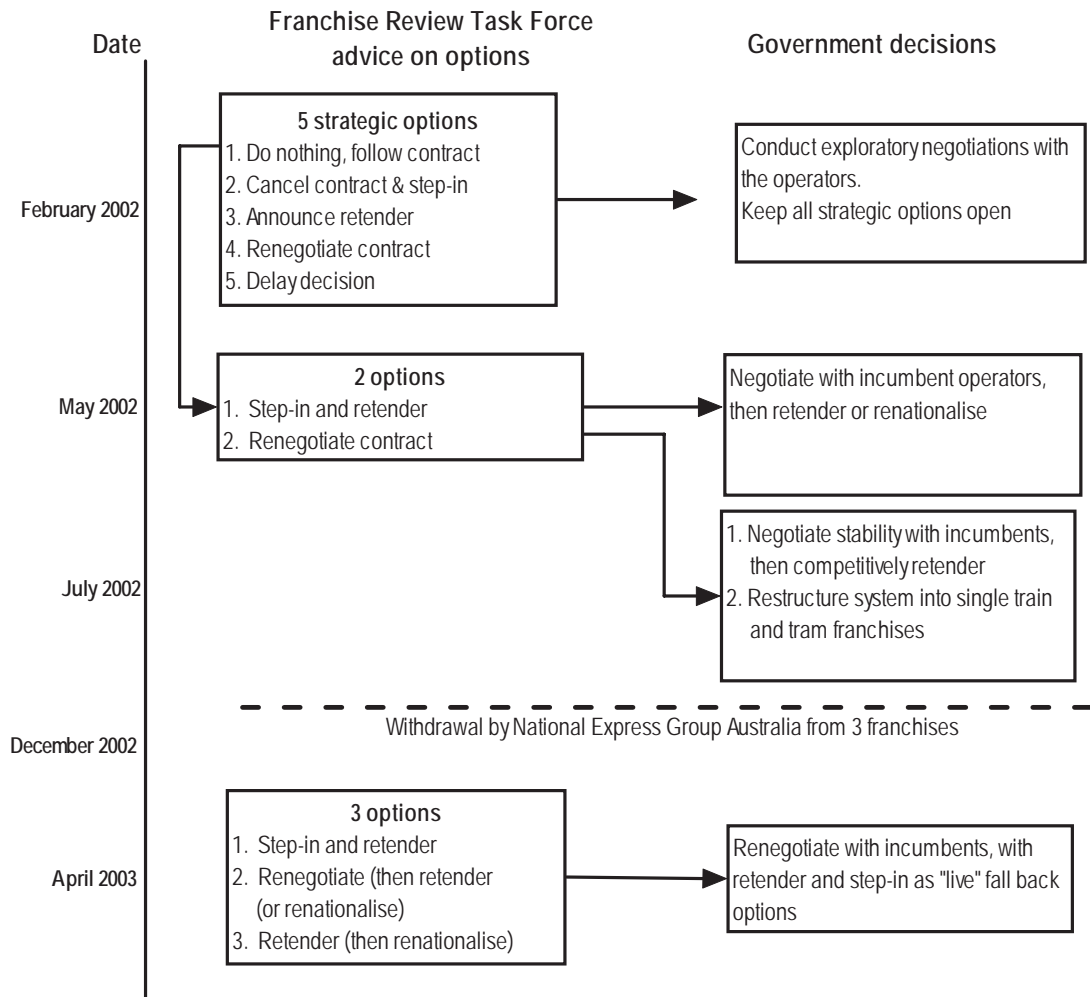 Date
Franchise Review Task Force
advice on options
Government decisions
February 2002
5 strategic options
1. Do nothing, follow contract
2. Cancel contract & step-in
3. Announce retender
4. Renegotiate contract
5. Delay decision
Conduct exploratory negotiations with
the operators.
Keep all strategic options open
May 2002
2 options
1. Step-in and retender
2. Renegotiate contract
Negotiate with incumbent operators,
then retender or renationalise
July 2002
1. Negotiate stability with incumbents,
then competitively retender
2. Restructure system into single train
and tram franchises
Withdrawal by National Express Group Australia from 3 franchises
December 2002
April 2003
3 options
1. Step-in and retender
2. Renegotiate (then retender
(or renationalise)
3. Retender (then renationalise)
Renegotiate with incumbents, with
retender and step-in as "live" fall back
options